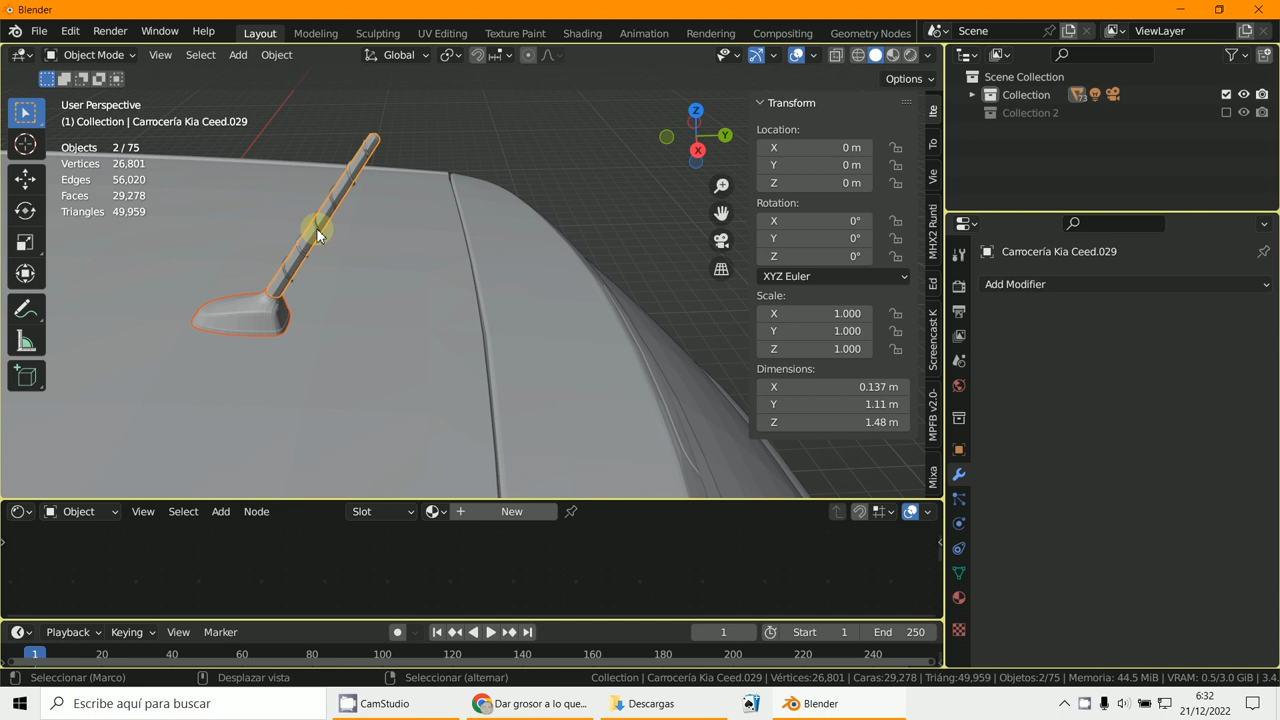 Blender
File Edit Render Window Help Layout Modeling Sculpting UV Editing Texture Paint Shading Animation Rendering Compositing Geometry Nodes Scene ViewLayer
Object Mode View Select Add Object Global
Options
User Perspective
(1) Collection | Carrocería Kia Ceed.029
Objects 2 / 75
Vertices 26,801
Edges 56,020
Faces 29,278
Triangles 49,959
Z
Y
X
Transform
Location:
X 0 m
Y 0 m
Z 0 m
Rotation:
X 0°
Y 0°
Z 0°
XYZ Euler
Scale:
X 1.000
Y 1.000
Z 1.000
Dimensions:
X 0.137 m
Y 1.11 m
Z 1.48 m
Ite
To
Vie
MHX2 Runti
Ed
Screencast K
MPFB v2.0-
Mixa
Scene Collection
Collection 73
Collection 2
Carrocería Kia Ceed.029
Add Modifier
Object View Select Add Node Slot New
Playback Keying View Marker 1 Start 1 End 250
1 20 40 60 80 100 120 140 160 180 200 220 240
Seleccionar (Marco) Desplazar vista Seleccionar (alternar) Collection | Carrocería Kia Ceed.029 | Vértices:26,801 | Caras:29,278 | Triáng:49,959 | Objetos:2/75 | Memoria: 44.5 MiB | VRAM: 0.5/3.0 GiB | 3.4.
Escribe aquí para buscar CamStudio Dar grosor a lo que... Descargas Blender 6:32
21/12/2022